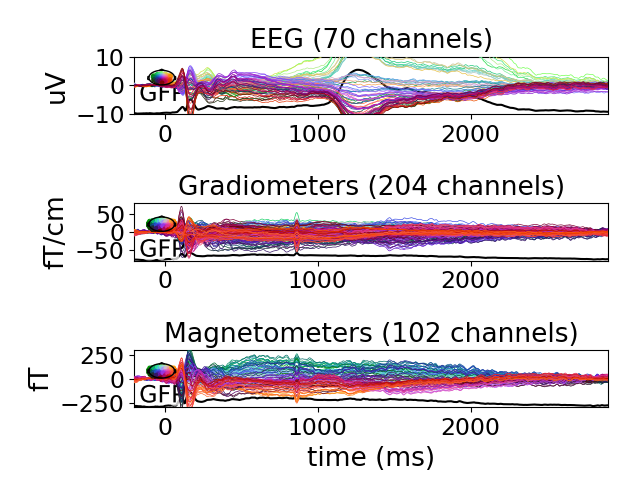 EEG (70 channels)
uV
10
0
−10
GFP
0
1000
2000
Gradiometers (204 channels)
fT/cm
50
0
−50
GFP
0
1000
2000
Magnetometers (102 channels)
fT
250
0
−250
GFP
0
1000
2000
time (ms)